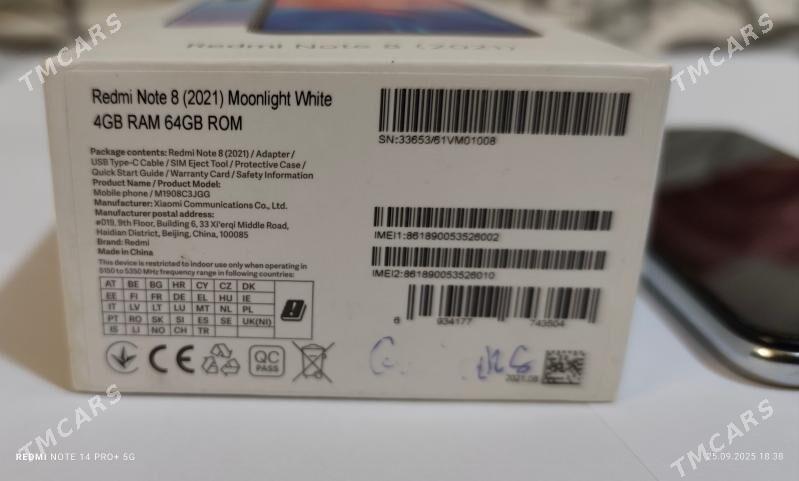 TMCARS
TMCARS
Redmi Note 8 (2021)
Redmi Note 8 (2021) Moonlight White
4GB RAM 64GB ROM
Package contents: Redmi Note 8 (2021) / Adapter /
USB Type-C Cable / SIM Eject Tool / Protective Case /
Quick Start Guide / Warranty Card / Safety Information
Product Name / Product Model:
Mobile phone / M1908C3JGG
Manufacturer: Xiaomi Communications Co., Ltd.
Manufacturer postal address:
#019, 9th Floor, Building 6, 33 Xi'erqi Middle Road,
Haidian District, Beijing, China, 100085
Brand: Redmi
Made in China
This device is restricted to indoor use only when operating in
5150 to 5350 MHz frequency range in following countries:
AT BE BG HR CY CZ DK
EE FI FR DE EL HU IE
IT LV LT LU MT NL PL
PT RO SK SI ES SE UK(NI)
IS LI NO CH TR
CE
QC
PASS
SN:33653/61VM01008
IMEI1:861890053526002
IMEI2:861890053526010
6 934177 743504
2021.08
TMCARS
TMCARS
REDMI NOTE 14 PRO+ 5G
25.09.2025 18:38